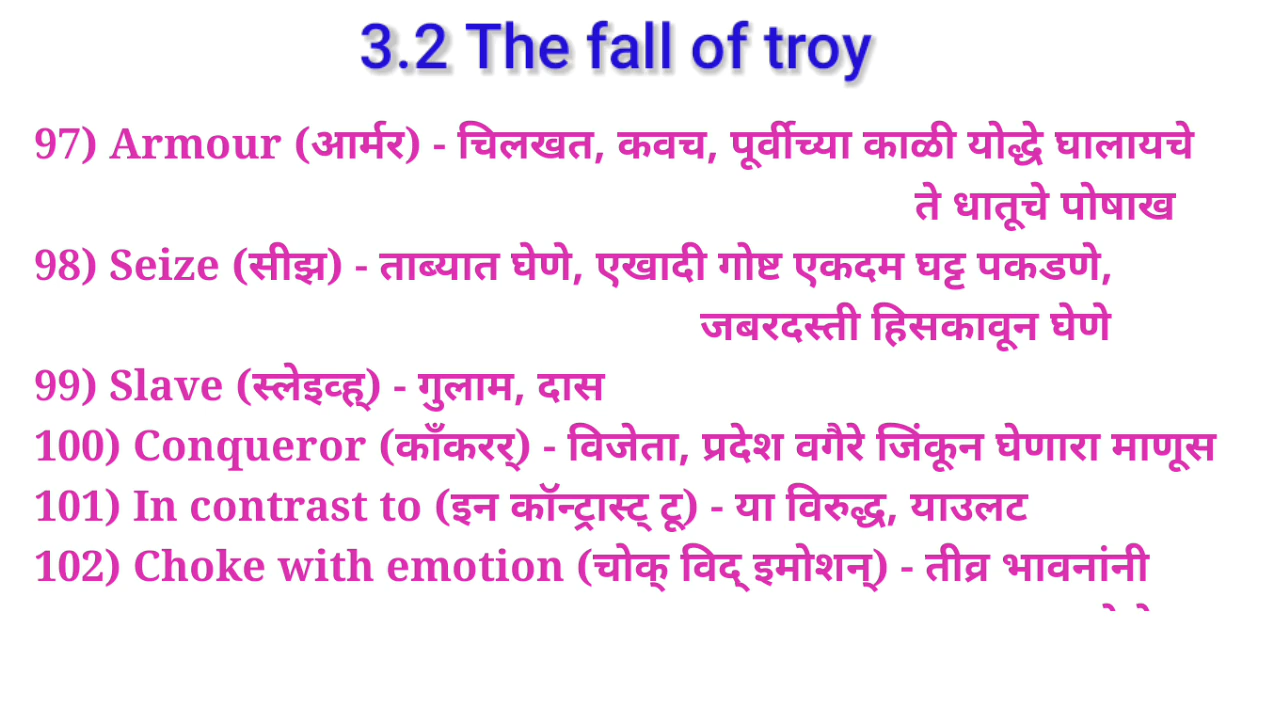 3.2 The fall of troy
97) Armour (आर्मर) - चिलखत, कवच, पूर्वीच्या काळी योद्धे घालायचे
ते धातूचे पोषाख
98) Seize (सीझ) - ताब्यात घेणे, एखादी गोष्ट एकदम घट्ट पकडणे,
जबरदस्ती हिसकावून घेणे
99) Slave (स्लेइव्ह्) - गुलाम, दास
100) Conqueror (काँकरर्) - विजेता, प्रदेश वगैरे जिंकून घेणारा माणूस
101) In contrast to (इन कॉन्ट्रास्ट् टू) - या विरुद्ध, याउलट
102) Choke with emotion (चोक् विद् इमोशन्) - तीव्र भावनांनी